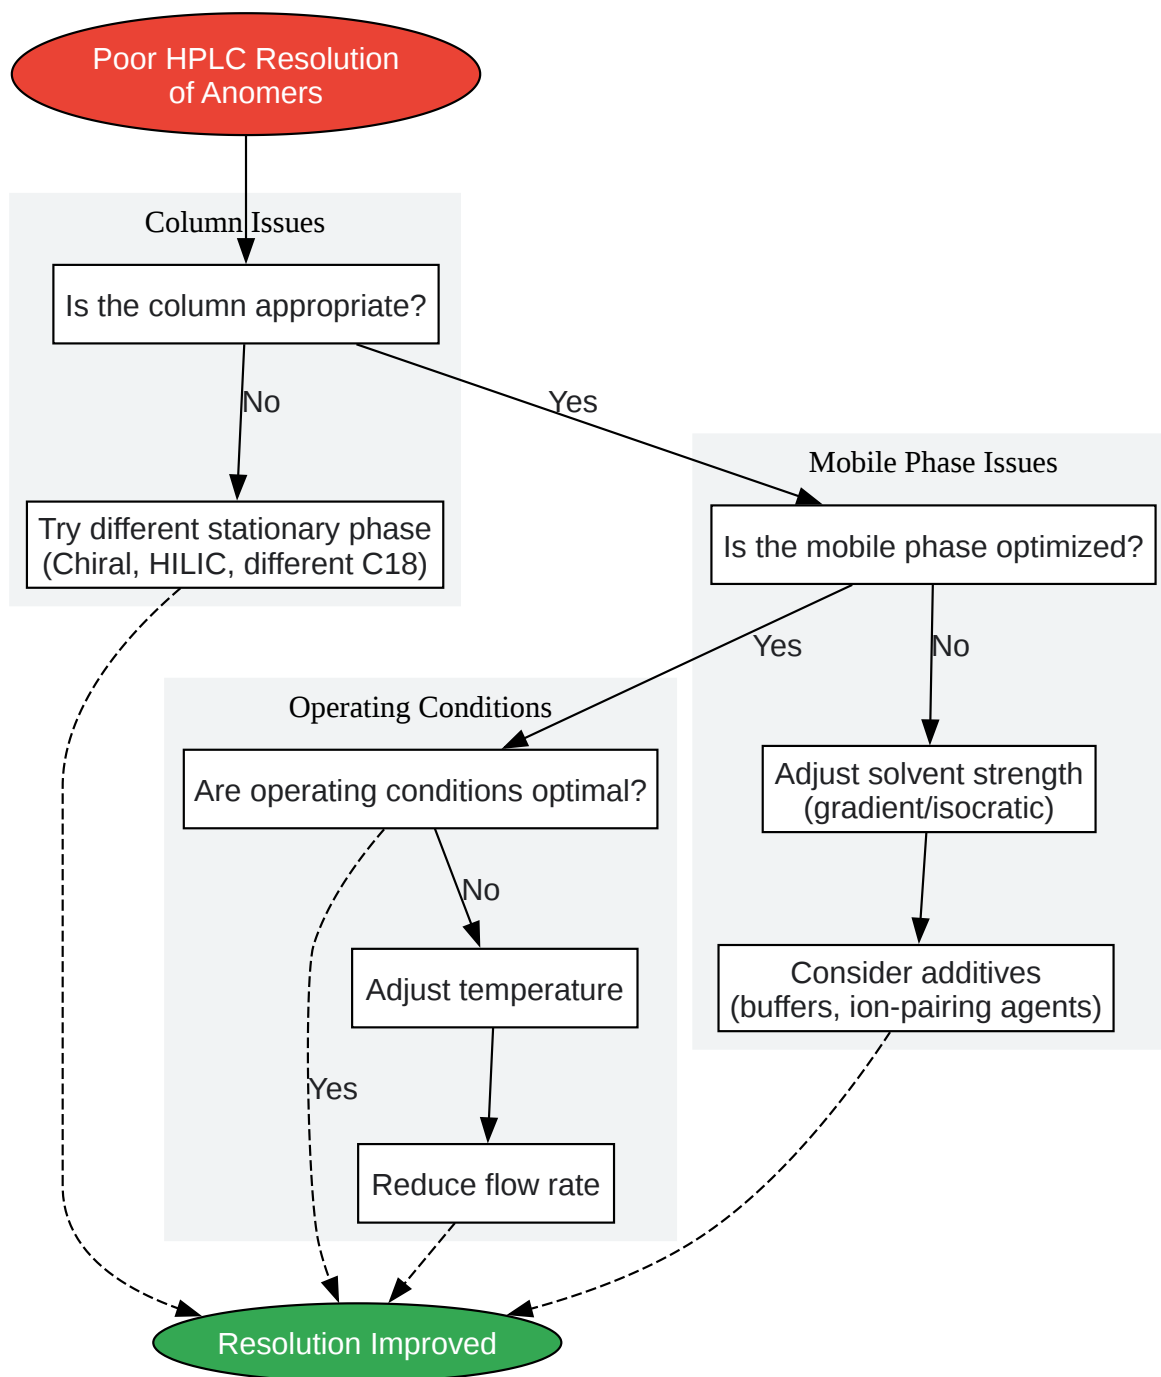 Poor HPLC Resolution
of Anomers
Column Issues
Is the column appropriate?
No
Yes
Try different stationary phase
(Chiral, HILIC, different C18)
Mobile Phase Issues
Is the mobile phase optimized?
Yes
No
Operating Conditions
Are operating conditions optimal?
Adjust solvent strength
(gradient/isocratic)
No
Adjust temperature
Consider additives
(buffers, ion-pairing agents)
Yes
Reduce flow rate
Resolution Improved